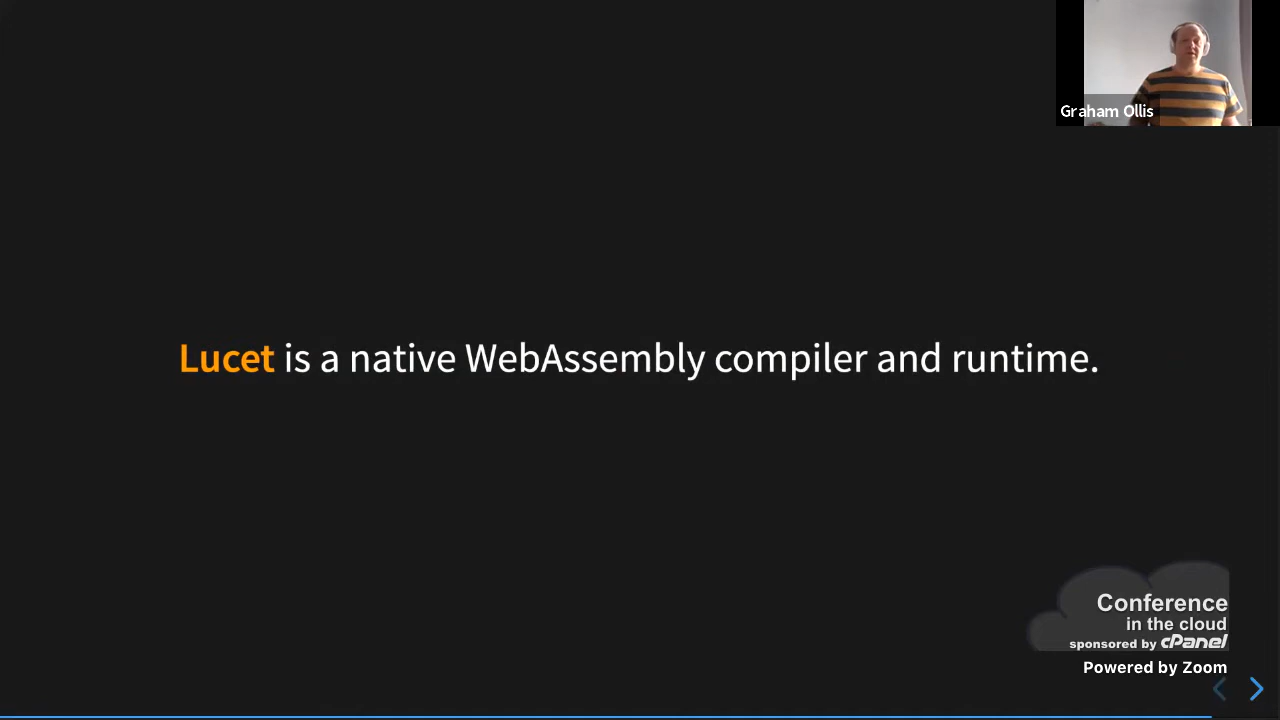 Graham Ollis
Lucet is a native WebAssembly compiler and runtime.
Conference
in the cloud
sponsored by cPanel
Powered by Zoom